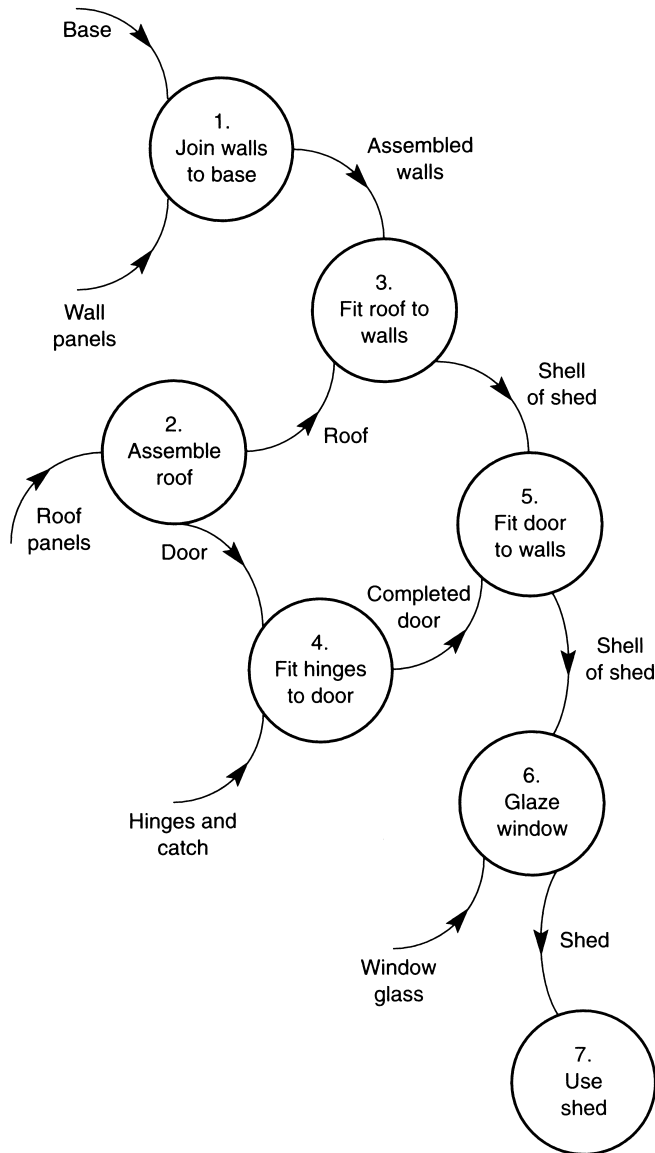 Base
1.
Join walls
to base
Assembled
walls
Wall
panels
3.
Fit roof to
walls
2.
Assemble
roof
Roof
Roof
panels
Shell
of shed
5.
Fit door
to walls
Door
Completed
door
4.
Fit hinges
to door
Shell
of shed
Hinges and
catch
6.
Glaze
window
Window
glass
Shed
7.
Use
shed